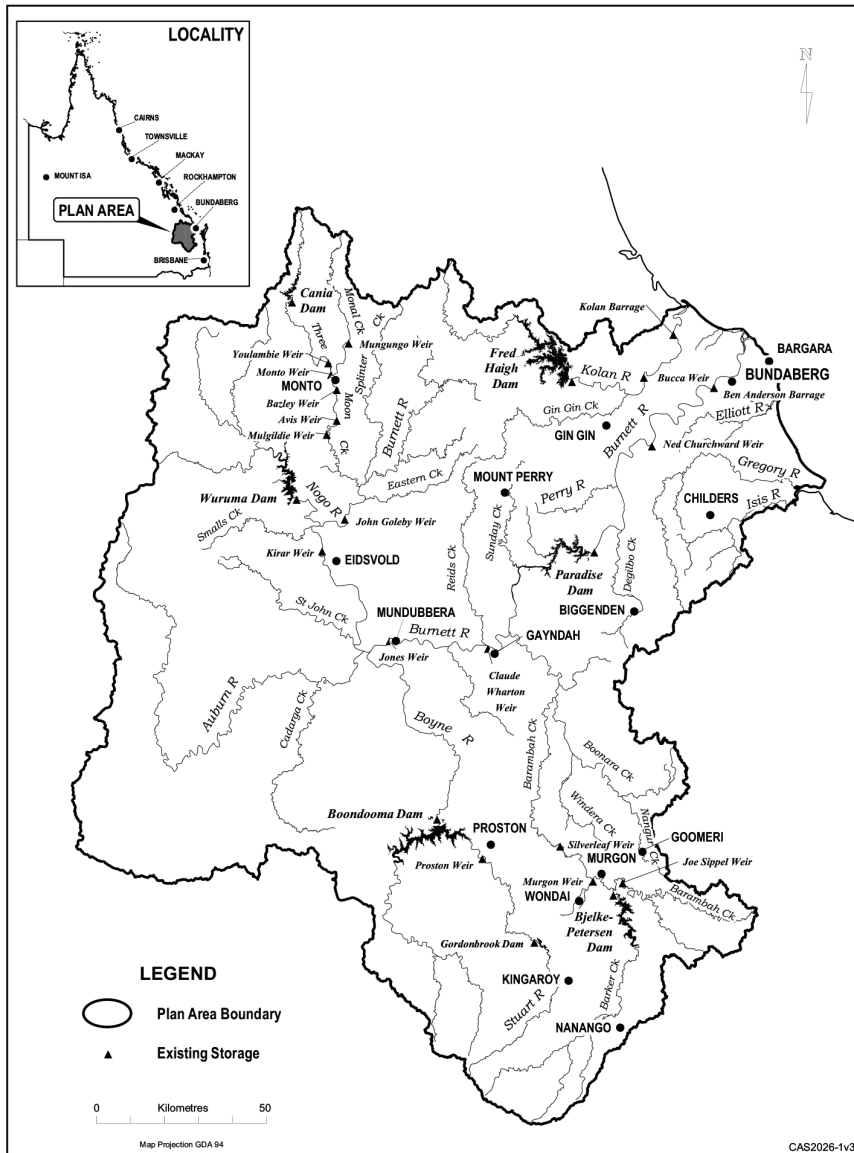 LOCALITY
N
CAIRNS
TOWNSVILLE
MACKAY
MOUNT ISA
ROCKHAMPTON
BUNDABERG
PLAN AREA
BRISBANE
Cania
Dam
Three
Moon
Ck
Monal Ck
Splinter
Ck
Burnett R
Mungungo Weir
Youlambie Weir
Monto Weir
MONTO
Bazley Weir
Avis Weir
Mulgildie Weir
Kolan Barrage
Fred
Haigh
Dam
Kolan R
Bucca Weir
BARGARA
BUNDABERG
Ben Anderson Barrage
Gin Gin Ck
GIN GIN
Burnett R
Elliott R
Ned Churchward Weir
Gregory R
Isis R
CHILDERS
Eastern Ck
MOUNT PERRY
Perry R
Wuruma Dam
Nogo R
Smalls Ck
John Goleby Weir
Kirar Weir
EIDSVOLD
Reids Ck
Sunday Ck
Paradise
Dam
Degilbo Ck
BIGGENDEN
St John Ck
MUNDUBBERA
Burnett R
GAYNDAH
Jones Weir
Claude
Wharton
Weir
Auburn R
Cadarga Ck
Boyne R
Barambah Ck
Boonara Ck
Windera Ck
Nangun Ck
Boondooma Dam
PROSTON
Proston Weir
Silverleaf Weir
GOOMERI
MURGON
Joe Sippel Weir
Murgon Weir
WONDAI
Barambah Ck
Bjelke-
Petersen
Dam
Gordonbrook Dam
KINGAROY
Stuart R
Barker Ck
NANANGO
LEGEND
Plan Area Boundary
Existing Storage
0 Kilometres 50
Map Projection GDA 94
CAS2026-1v3